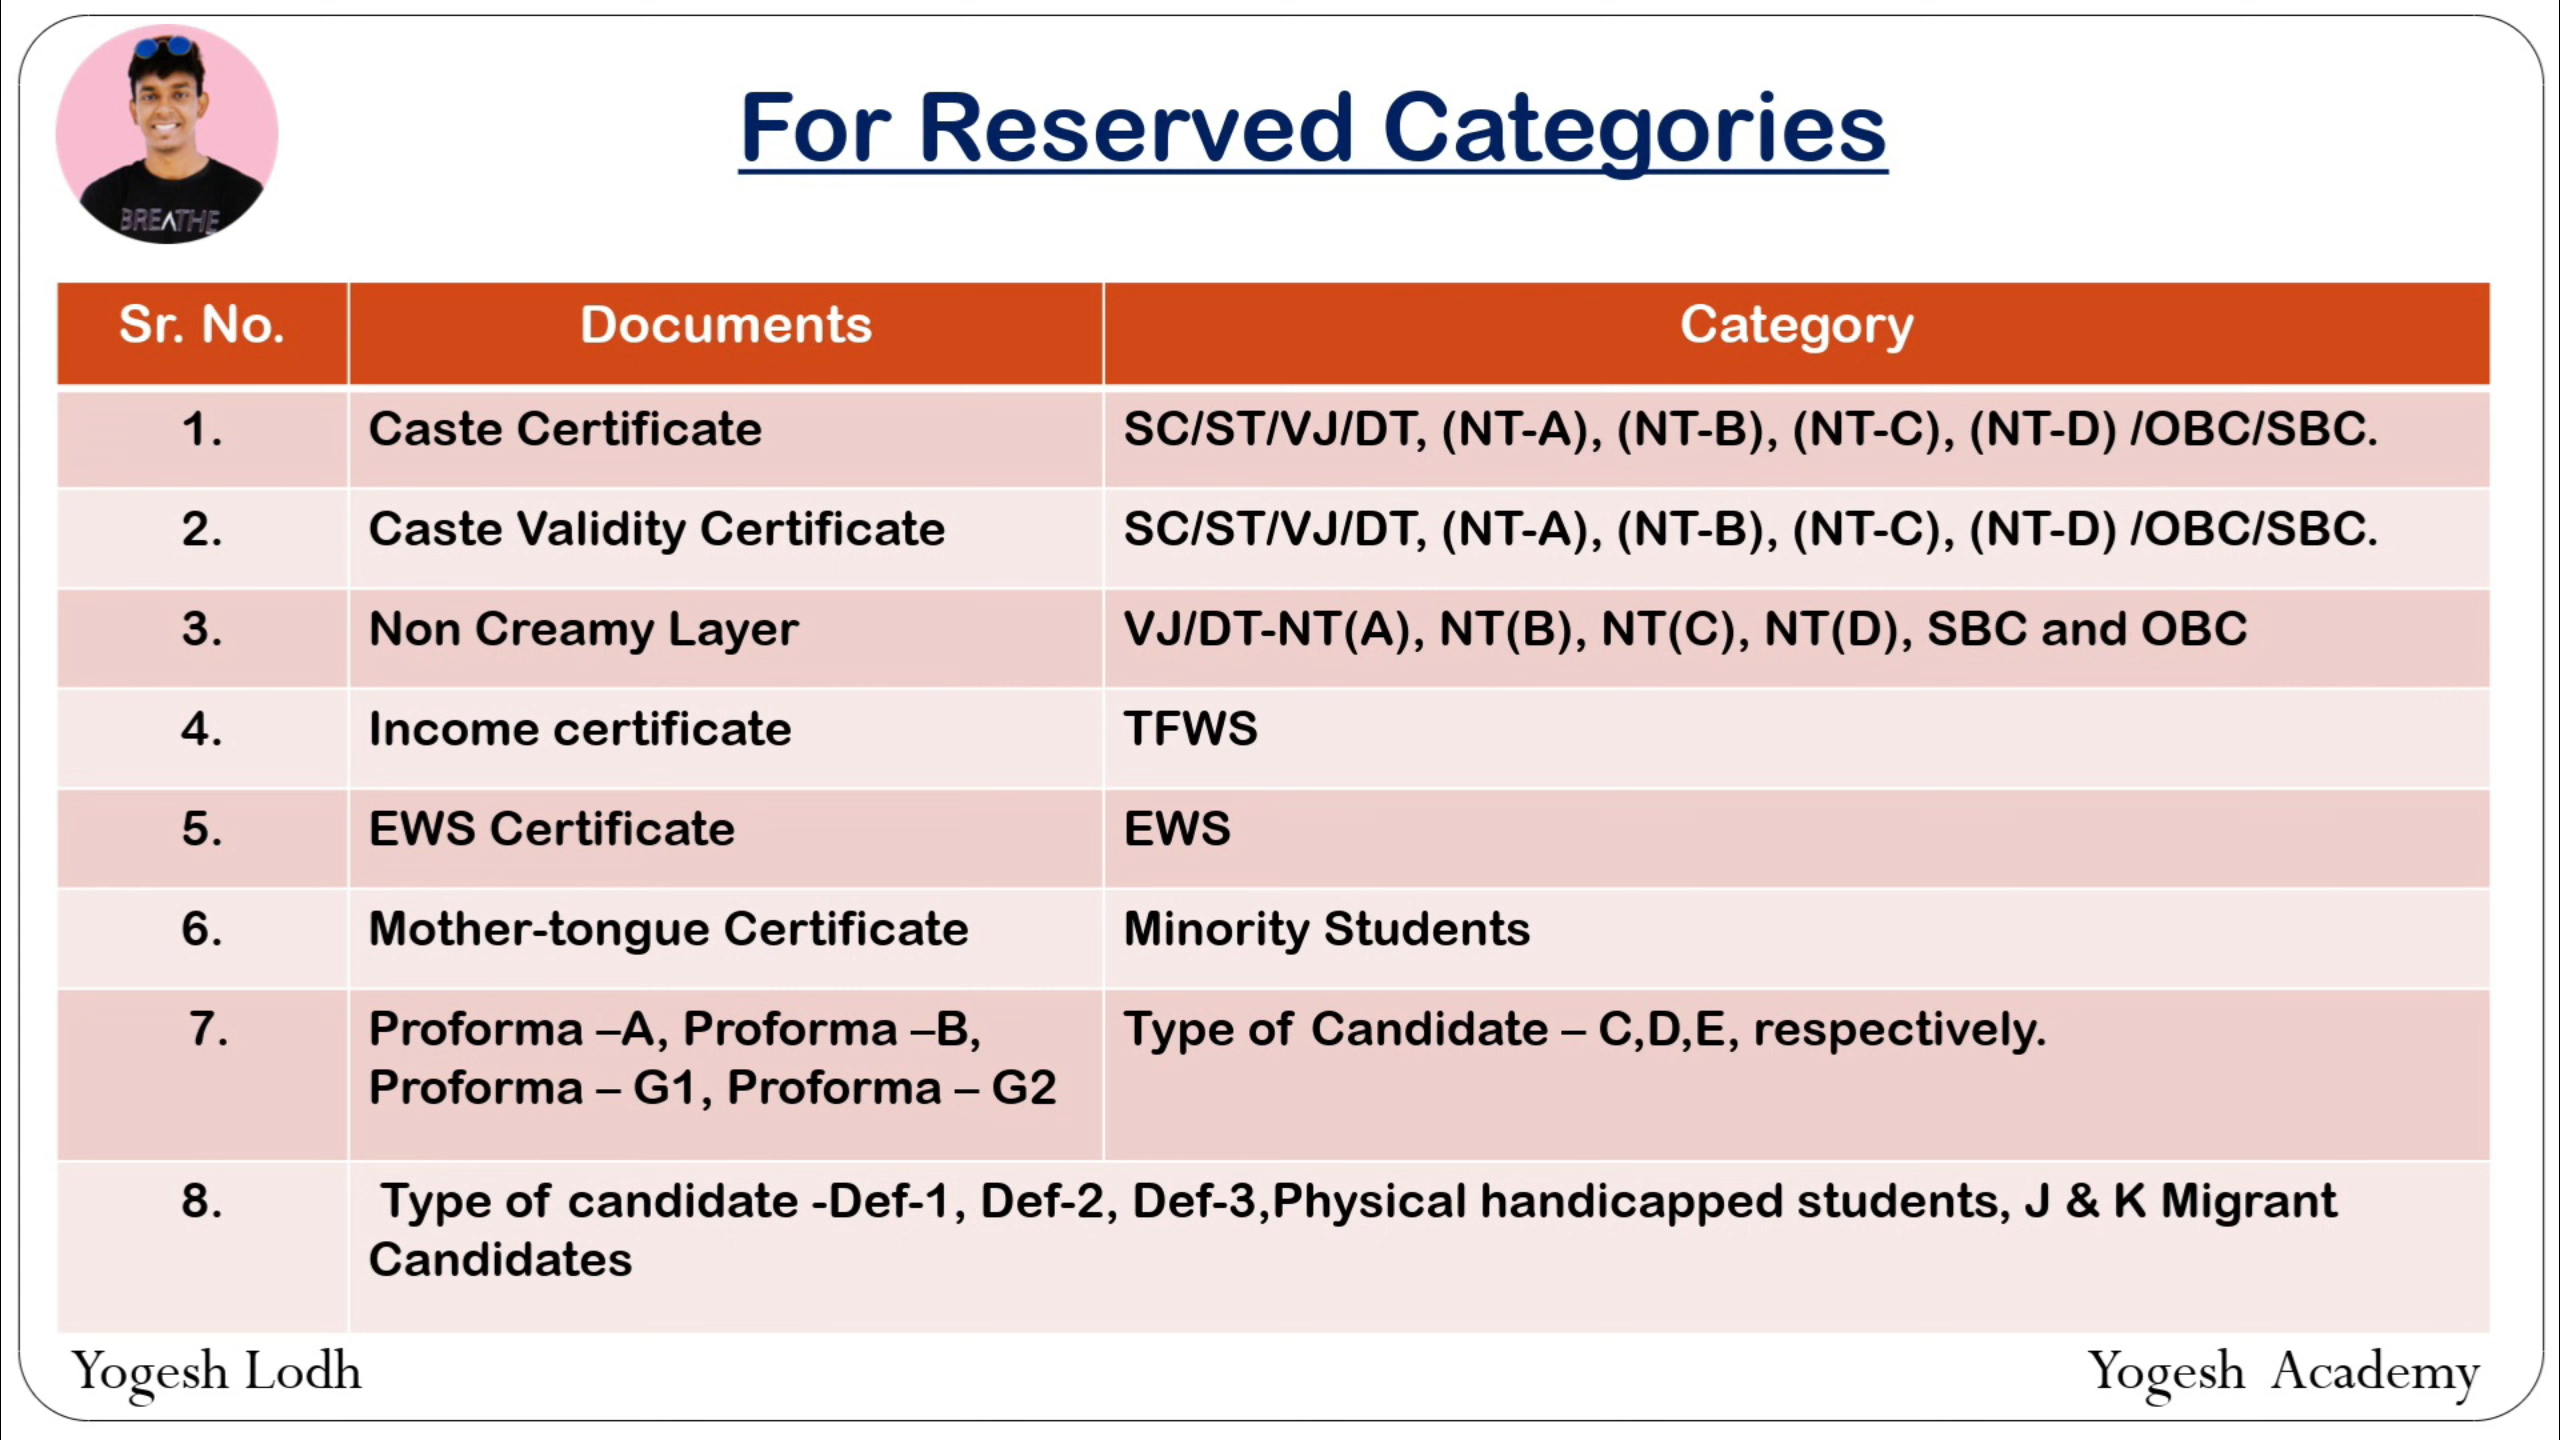 BREATHE
For Reserved Categories
Sr. No. Documents Category
1. Caste Certificate SC/ST/VJ/DT, (NT-A), (NT-B), (NT-C), (NT-D) /OBC/SBC.
2. Caste Validity Certificate SC/ST/VJ/DT, (NT-A), (NT-B), (NT-C), (NT-D) /OBC/SBC.
3. Non Creamy Layer VJ/DT-NT(A), NT(B), NT(C), NT(D), SBC and OBC
4. Income certificate TFWS
5. EWS Certificate EWS
6. Mother-tongue Certificate Minority Students
7. Proforma –A, Proforma –B, Type of Candidate – C,D,E, respectively.
Proforma – G1, Proforma – G2
8. Type of candidate -Def-1, Def-2, Def-3,Physical handicapped students, J & K Migrant
Candidates
Yogesh Lodh Yogesh Academy